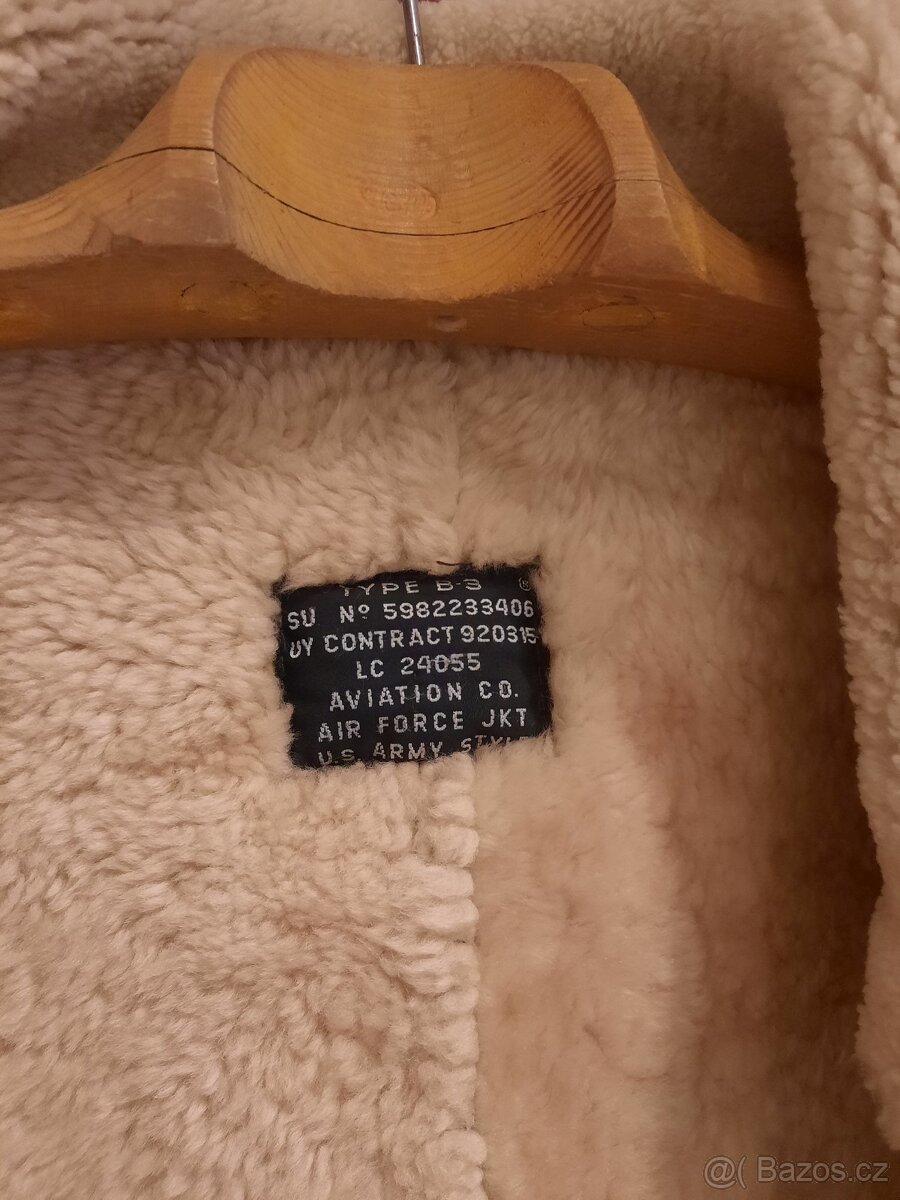 TYPE B-3 ®
SU Nº 5982233406
UY CONTRACT 920315
LC 24055
AVIATION CO.
AIR FORCE JKT
U.S. ARMY STYLE
@( Bazos.cz